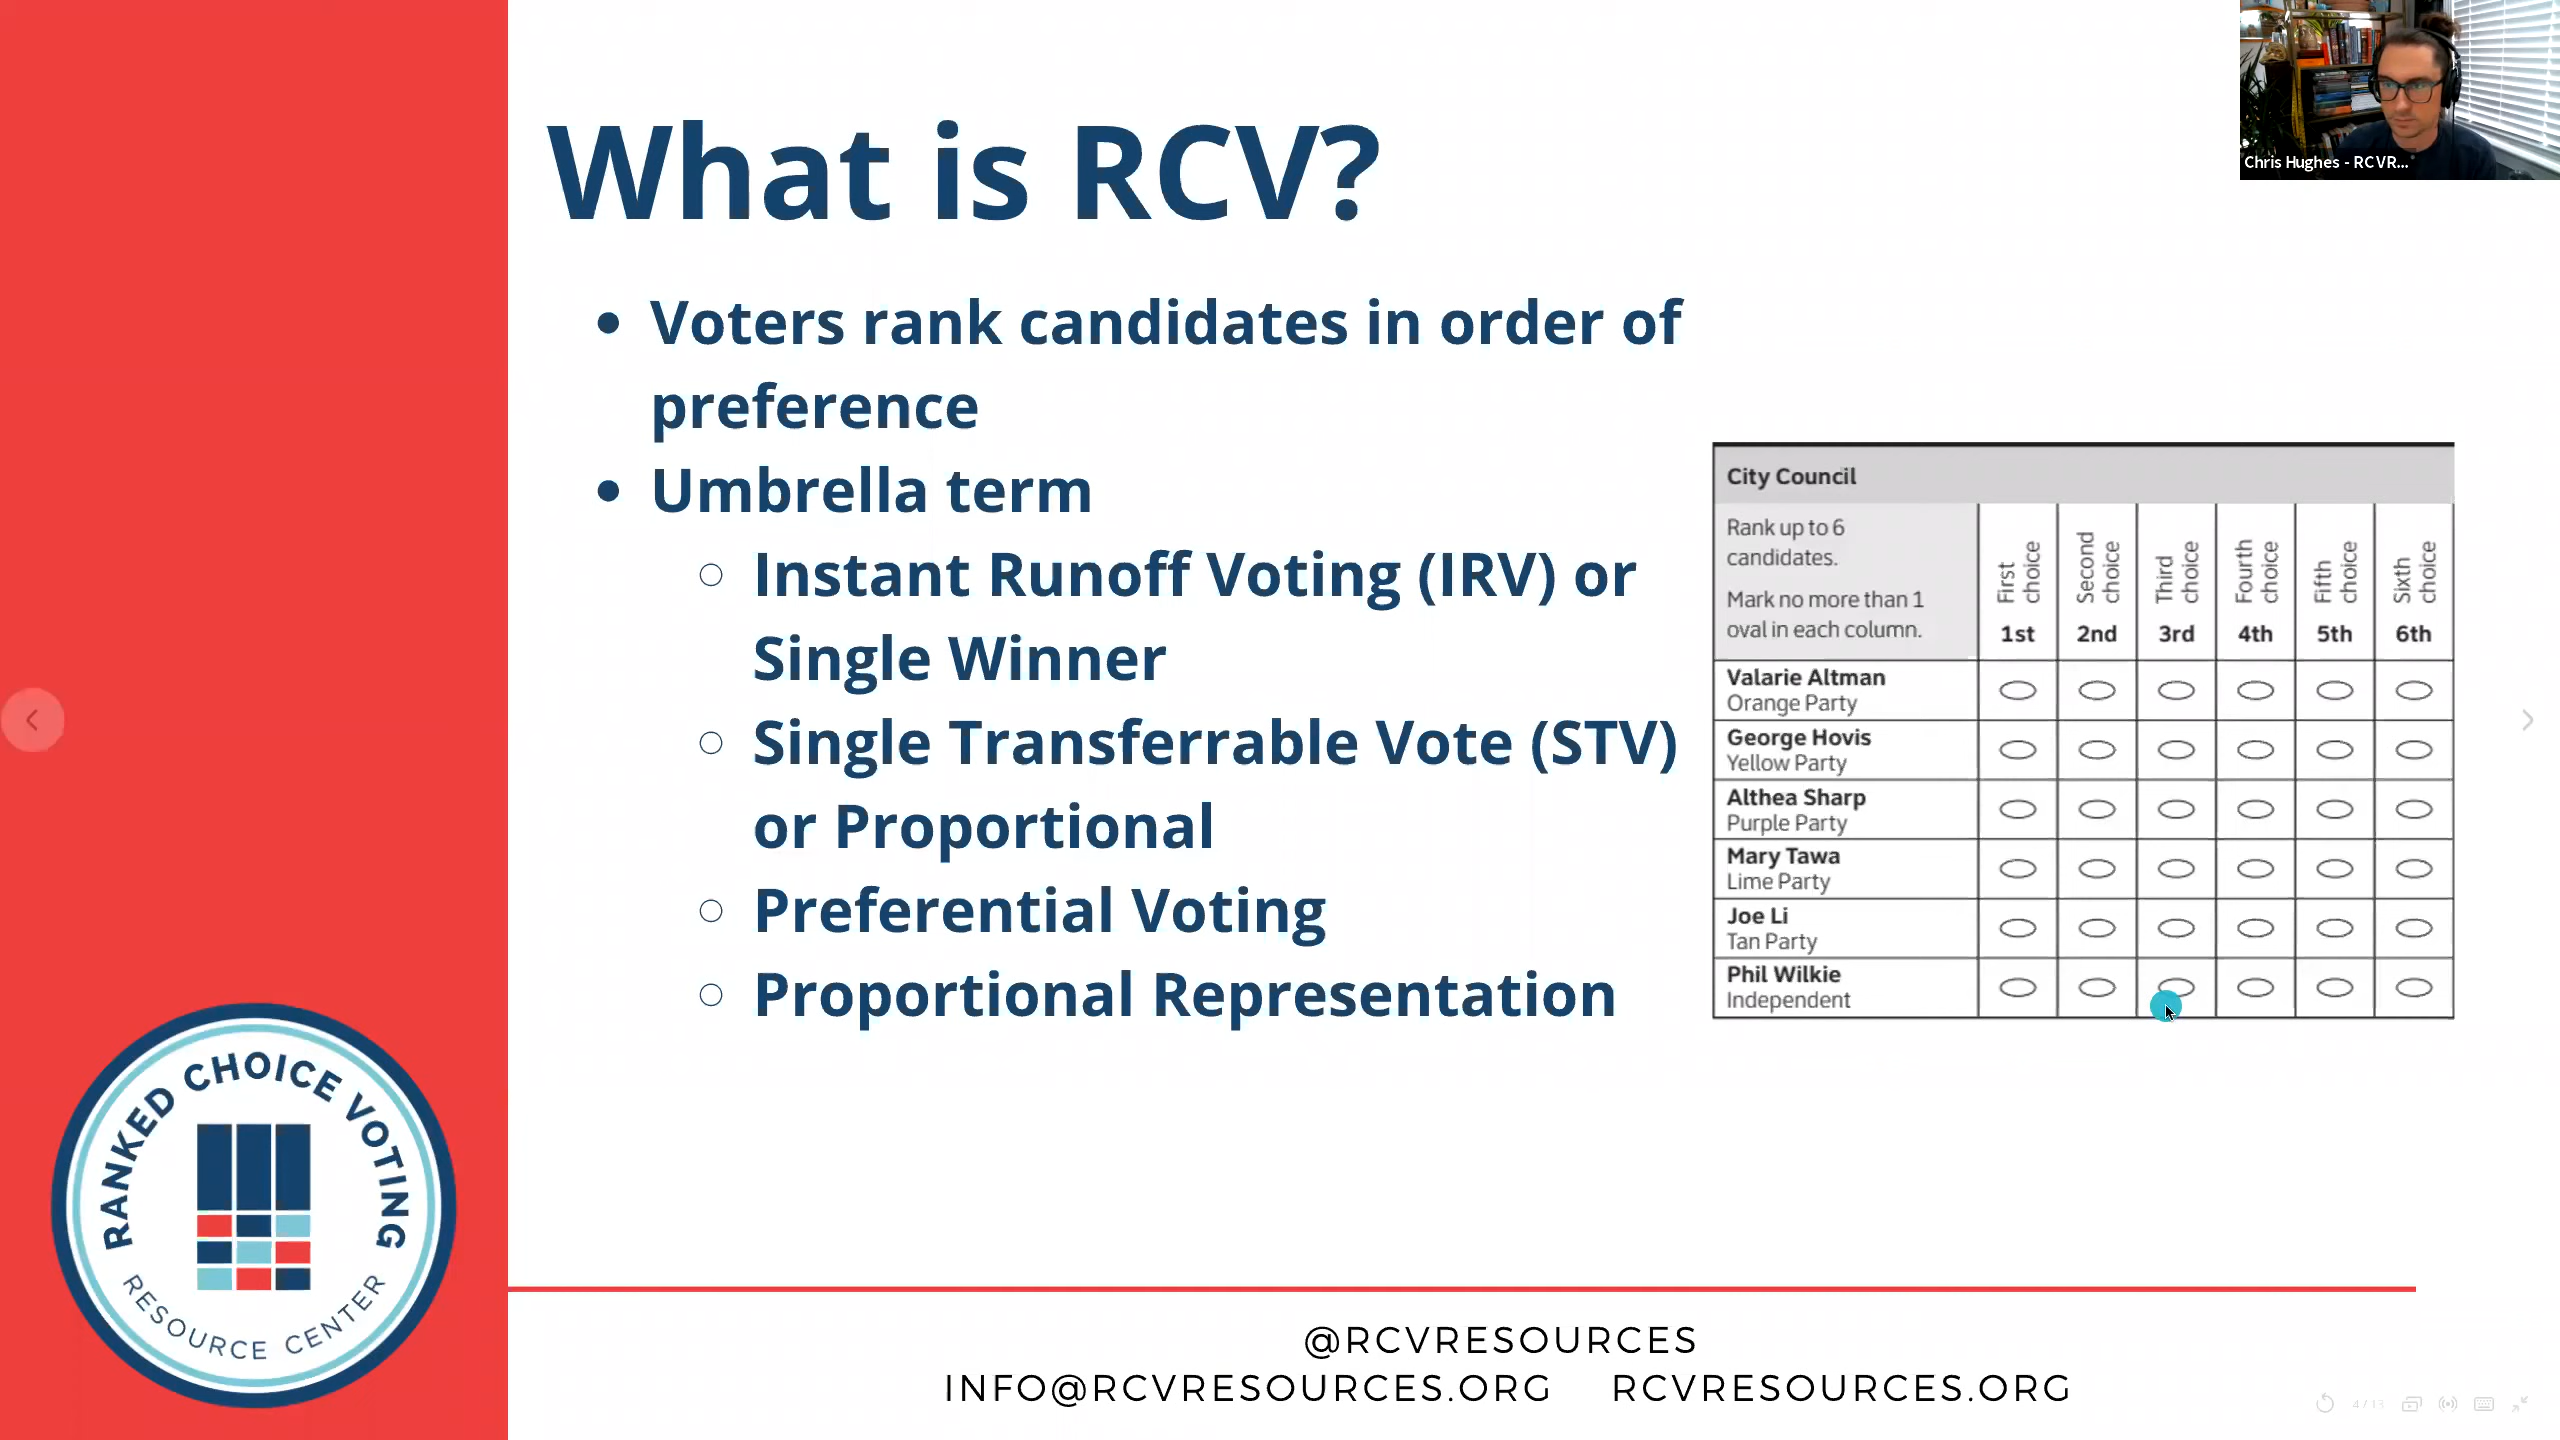 What is RCV?
Chris Hughes - RCVR...
• Voters rank candidates in order of
preference
• Umbrella term
○ Instant Runoff Voting (IRV) or
Single Winner
○ Single Transferrable Vote (STV)
or Proportional
○ Preferential Voting
○ Proportional Representation
City Council
Rank up to 6
candidates.
Mark no more than 1
oval in each column.
First choice
Second choice
Third choice
Fourth choice
Fifth choice
Sixth choice
1st 2nd 3rd 4th 5th 6th
Valarie Altman
Orange Party
George Hovis
Yellow Party
Althea Sharp
Purple Party
Mary Tawa
Lime Party
Joe Li
Tan Party
Phil Wilkie
Independent
RANKED CHOICE VOTING
RESOURCE CENTER
@RCVRESOURCES
INFO@RCVRESOURCES.ORG RCVRESOURCES.ORG
4 / 13